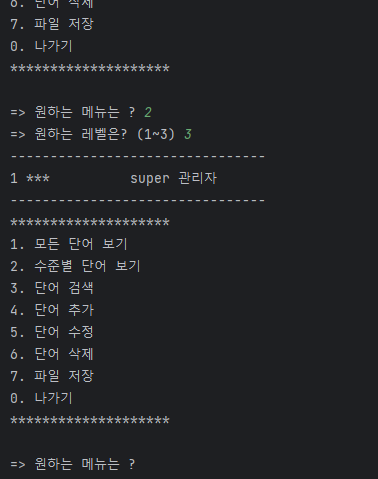 6. 단어 삭제
7. 파일 저장
0. 나가기
********************
=> 원하는 메뉴는 ? 2
=> 원하는 레벨은? (1~3) 3
--------------------------------
1 ***          super 관리자
--------------------------------
********************
1. 모든 단어 보기
2. 수준별 단어 보기
3. 단어 검색
4. 단어 추가
5. 단어 수정
6. 단어 삭제
7. 파일 저장
0. 나가기
********************
=> 원하는 메뉴는 ?